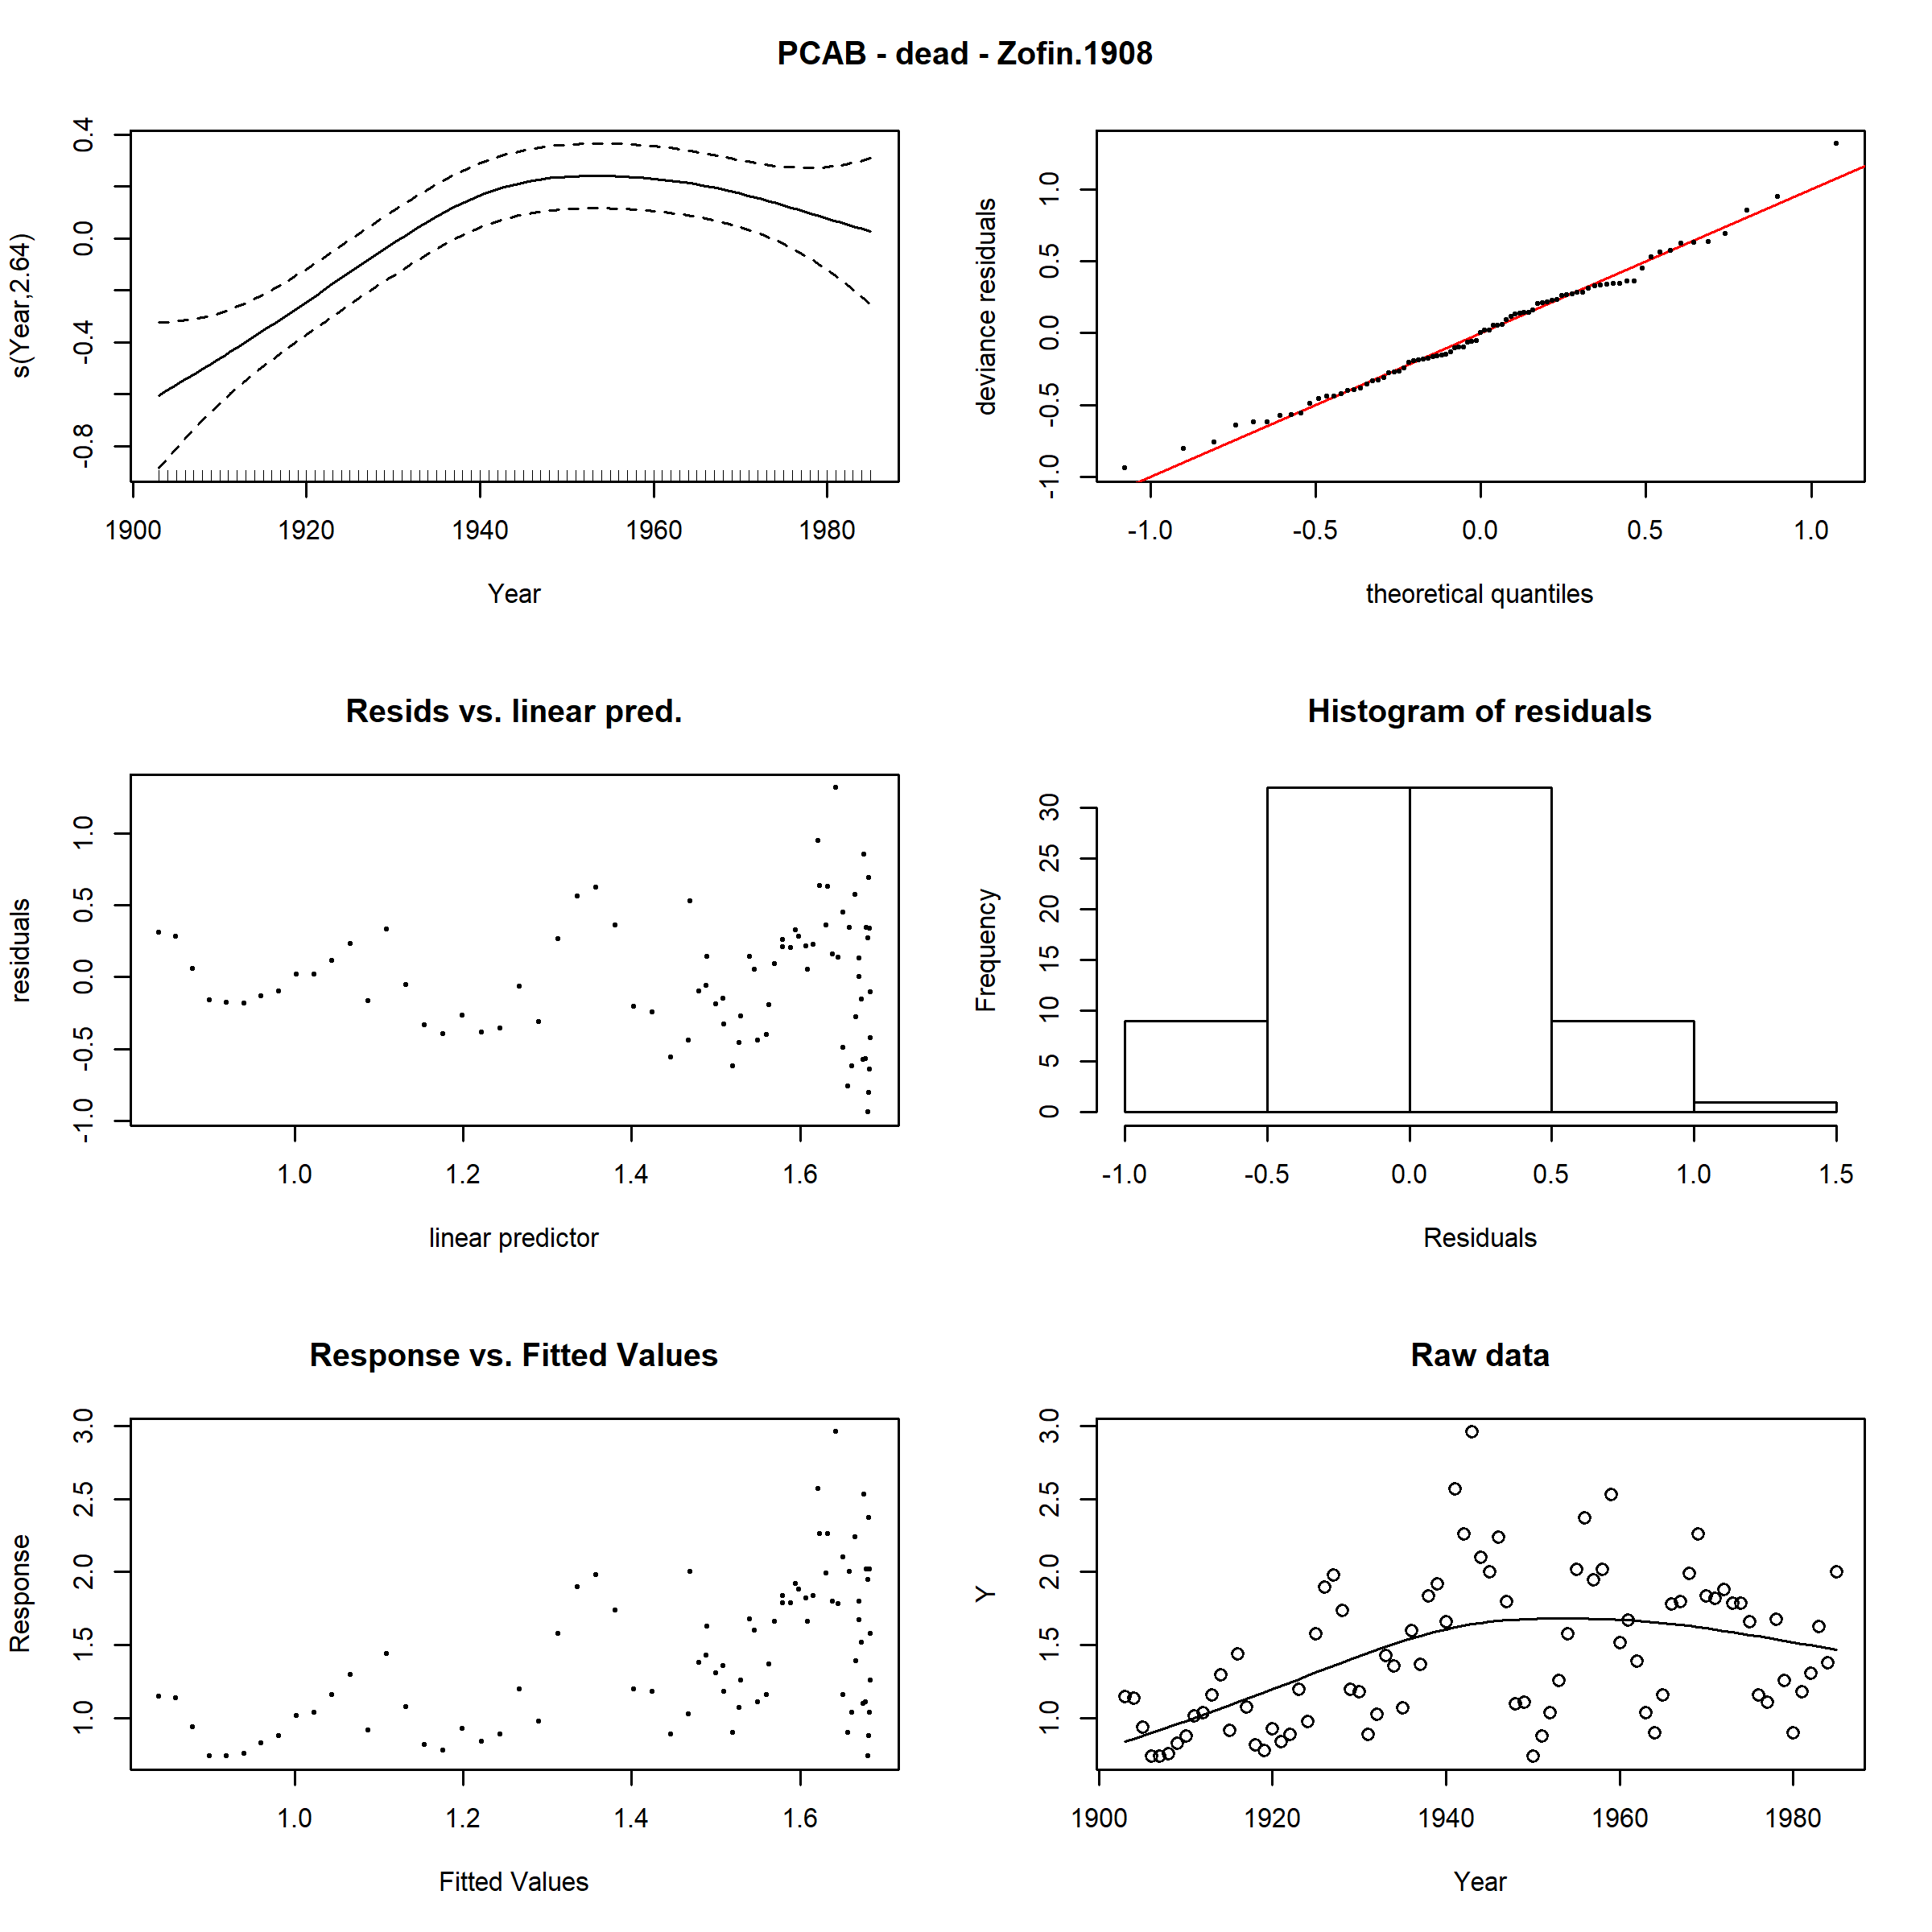 PCAB - dead - Zofin.1908
s(Year,2.64)
-0.8 -0.4 0.0 0.4
1900 1920 1940 1960 1980
Year
deviance residuals
-1.0 -0.5 0.0 0.5 1.0
-1.0 -0.5 0.0 0.5 1.0
theoretical quantiles
Resids vs. linear pred.
residuals
-1.0 -0.5 0.0 0.5 1.0
1.0 1.2 1.4 1.6
linear predictor
Histogram of residuals
Frequency
0 5 10 15 20 25 30
-1.0 -0.5 0.0 0.5 1.0 1.5
Residuals
Response vs. Fitted Values
Response
1.0 1.5 2.0 2.5 3.0
1.0 1.2 1.4 1.6
Fitted Values
Raw data
Y
1.0 1.5 2.0 2.5 3.0
1900 1920 1940 1960 1980
Year